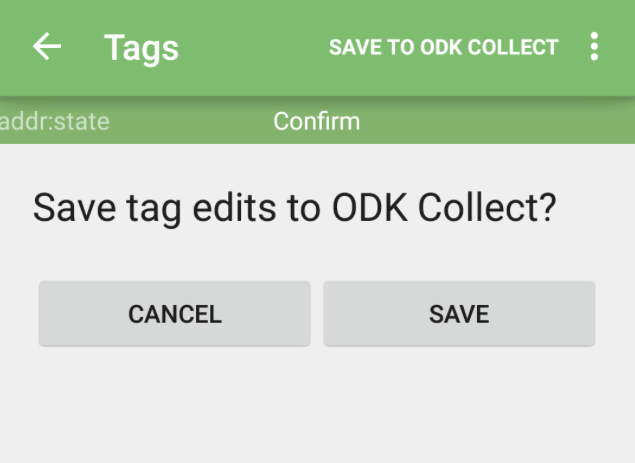 Tags SAVE TO ODK COLLECT
addr:state Confirm
Save tag edits to ODK Collect?
CANCEL SAVE